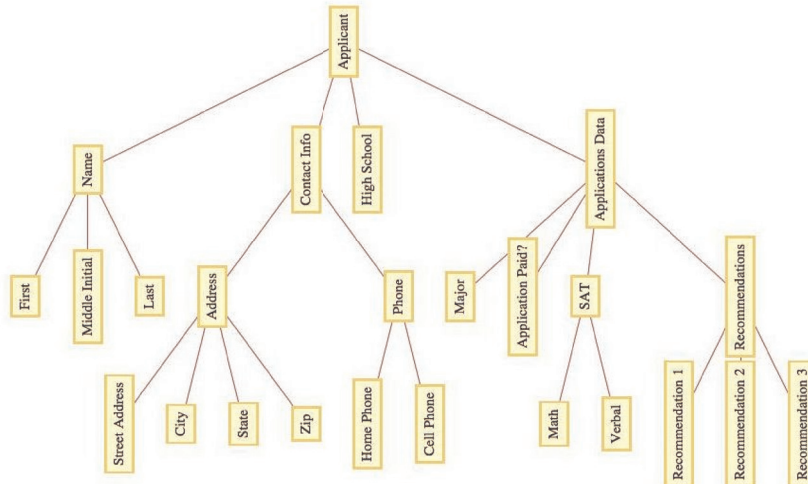 Applicant
Name
Contact Info
High School
Applications Data
First
Middle Initial
Last
Address
Phone
Major
Application Paid?
SAT
Recommendations
Street Address
City
State
Zip
Home Phone
Cell Phone
Math
Verbal
Recommendation 1
Recommendation 2
Recommendation 3